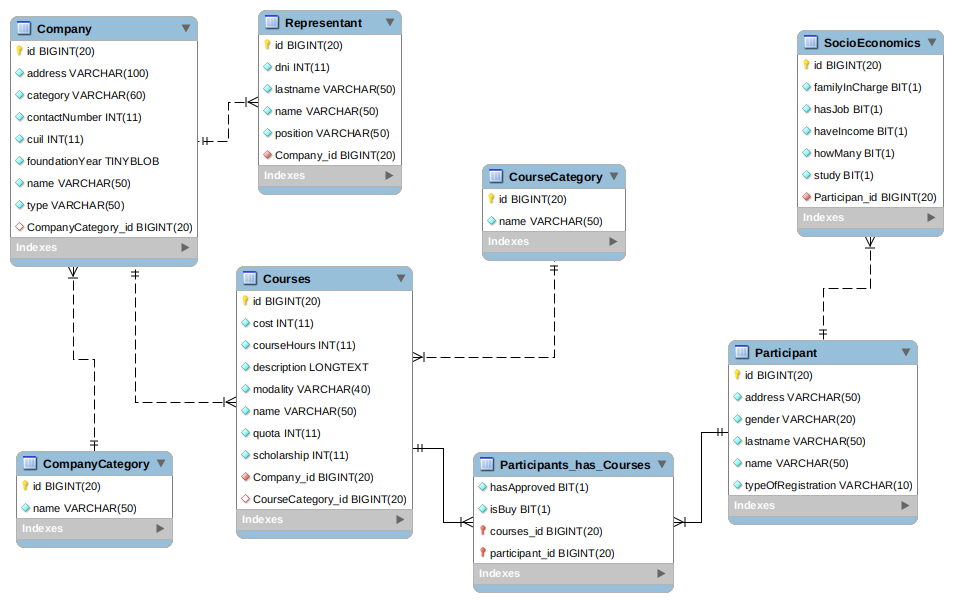 Company
id BIGINT(20)
address VARCHAR(100)
category VARCHAR(60)
contactNumber INT(11)
cuil INT(11)
foundationYear TINYBLOB
name VARCHAR(50)
type VARCHAR(50)
CompanyCategory_id BIGINT(20)
Indexes
Representant
id BIGINT(20)
dni INT(11)
lastname VARCHAR(50)
name VARCHAR(50)
position VARCHAR(50)
Company_id BIGINT(20)
Indexes
SocioEconomics
id BIGINT(20)
familyInCharge BIT(1)
hasJob BIT(1)
haveIncome BIT(1)
howMany BIT(1)
study BIT(1)
Participan_id BIGINT(20)
Indexes
CourseCategory
id BIGINT(20)
name VARCHAR(50)
Indexes
Courses
id BIGINT(20)
cost INT(11)
courseHours INT(11)
description LONGTEXT
modality VARCHAR(40)
name VARCHAR(50)
quota INT(11)
scholarship INT(11)
Company_id BIGINT(20)
CourseCategory_id BIGINT(20)
Indexes
Participant
id BIGINT(20)
address VARCHAR(50)
gender VARCHAR(20)
lastname VARCHAR(50)
name VARCHAR(50)
typeOfRegistration VARCHAR(10)
Indexes
CompanyCategory
id BIGINT(20)
name VARCHAR(50)
Indexes
Participants_has_Courses
hasApproved BIT(1)
isBuy BIT(1)
courses_id BIGINT(20)
participant_id BIGINT(20)
Indexes